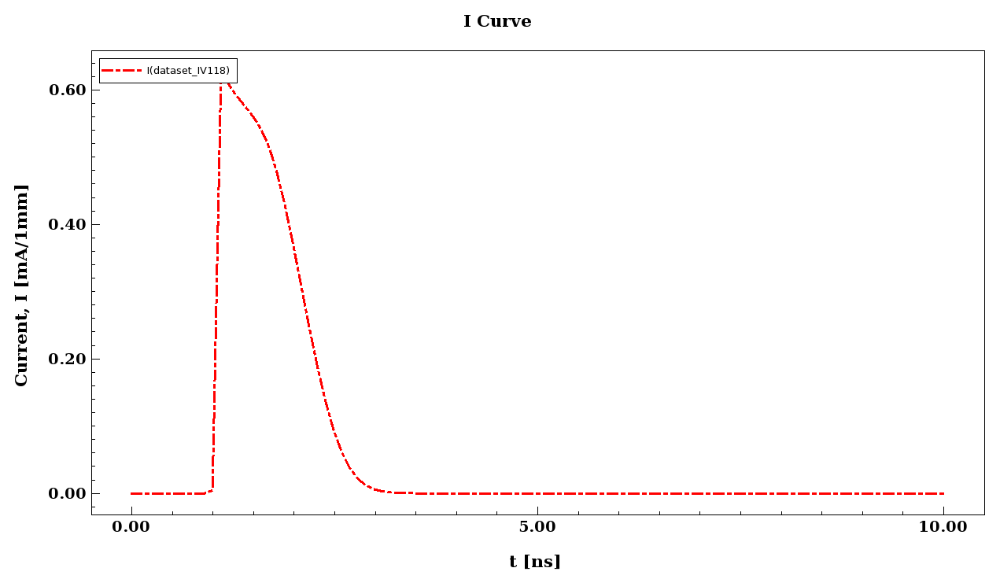 I Curve
I(dataset_IV118)
0.60
0.40
0.20
0.00
Current, I [mA/1mm]
0.00 5.00 10.00
t [ns]